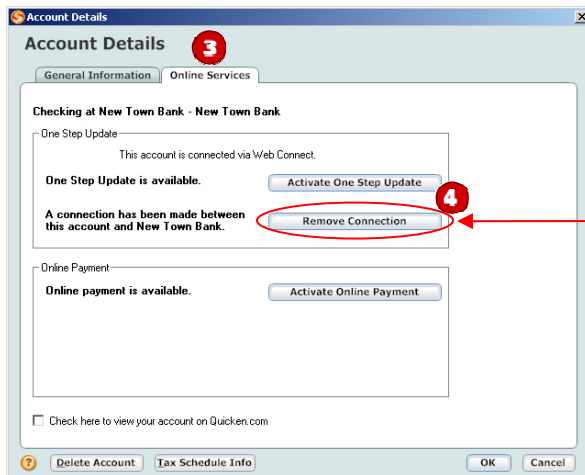 Account Details
Account Details
3
General Information Online Services
Checking at New Town Bank - New Town Bank
One Step Update
This account is connected via Web Connect.
One Step Update is available. Activate One Step Update
4
A connection has been made between
this account and New Town Bank. Remove Connection
Online Payment
Online payment is available. Activate Online Payment
Check here to view your account on Quicken.com
? Delete Account Tax Schedule Info OK Cancel